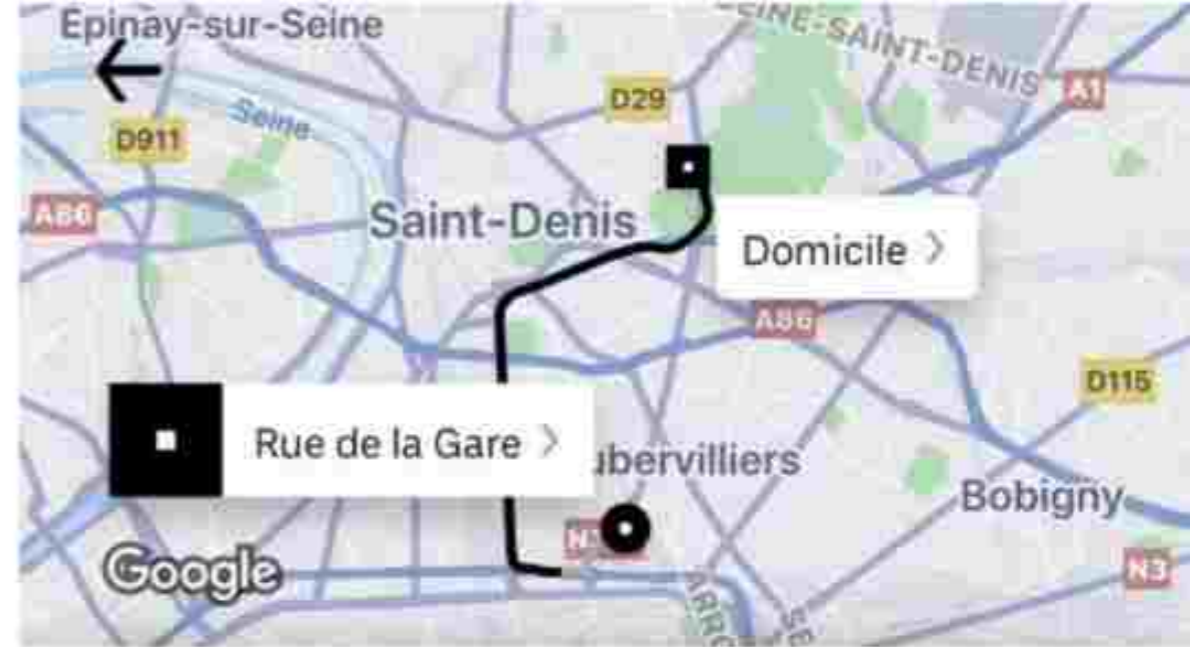 Epinay-sur-Seine
SEINE-SAINT-DENIS
A1
D29
Seine
D911
A86
Saint-Denis
Domicile
A86
D115
Rue de la Gare
ubervilliers
Bobigny
Google
N3